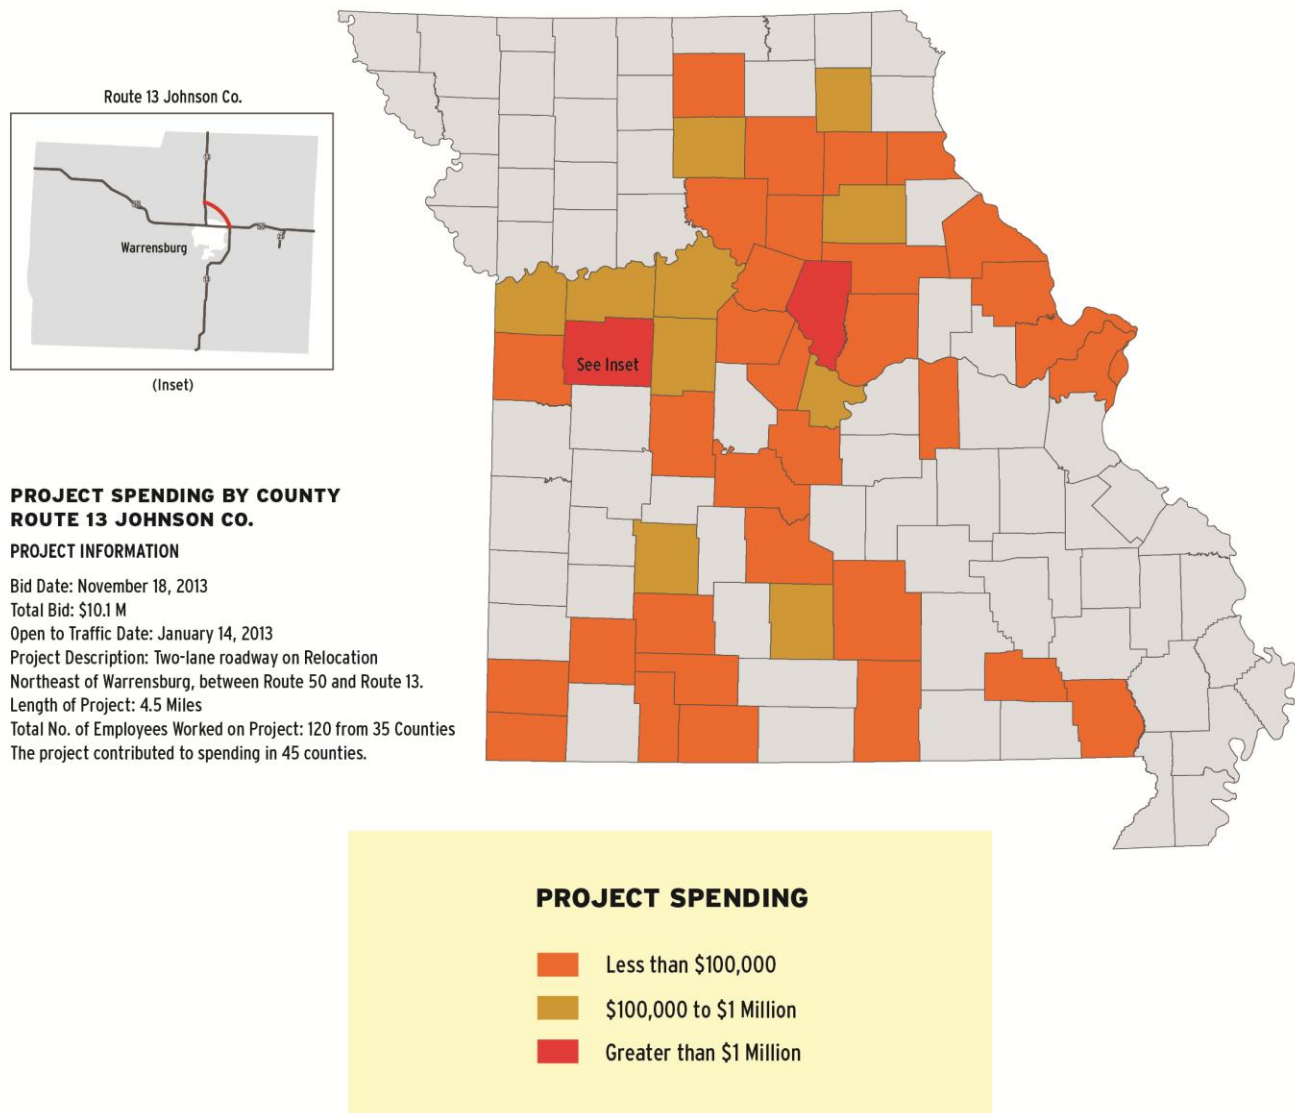 Route 13 Johnson Co.
Warrensburg
(Inset)
See Inset
PROJECT SPENDING BY COUNTY
ROUTE 13 JOHNSON CO.
PROJECT INFORMATION
Bid Date: November 18, 2013
Total Bid: $10.1 M
Open to Traffic Date: January 14, 2013
Project Description: Two-lane roadway on Relocation
Northeast of Warrensburg, between Route 50 and Route 13.
Length of Project: 4.5 Miles
Total No. of Employees Worked on Project: 120 from 35 Counties
The project contributed to spending in 45 counties.
PROJECT SPENDING
Less than $100,000
$100,000 to $1 Million
Greater than $1 Million